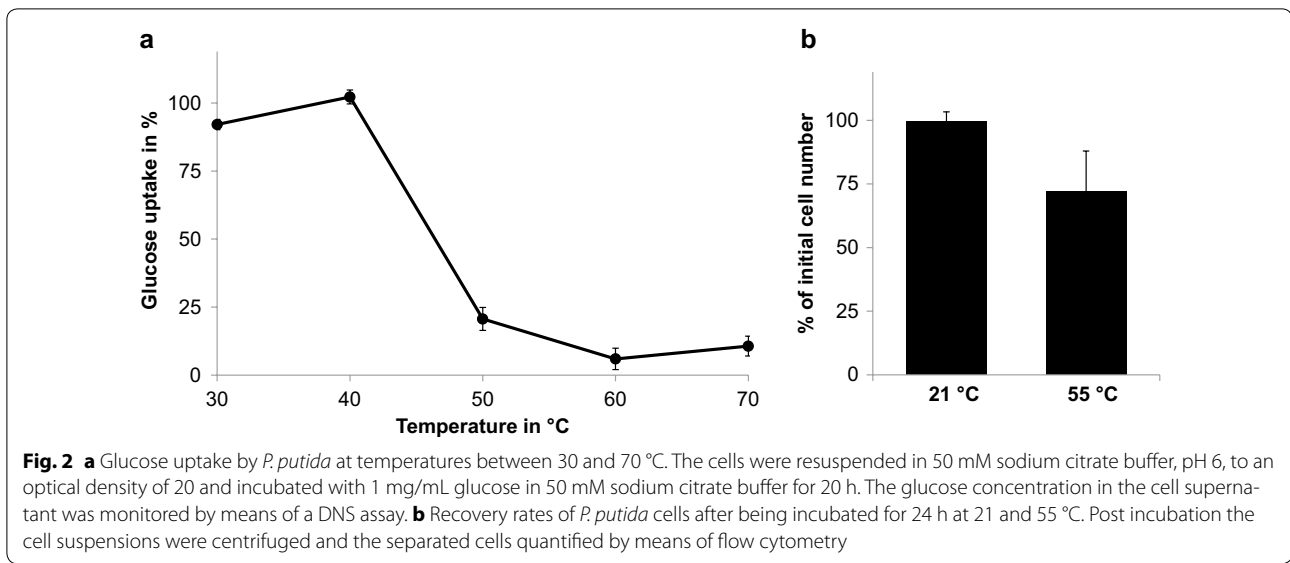 a
Glucose uptake in %
100
75
50
25
0
30 40 50 60 70
Temperature in °C
b
% of initial cell number
100
75
50
25
0
21 °C 55 °C
Fig. 2 a Glucose uptake by P. putida at temperatures between 30 and 70 °C. The cells were resuspended in 50 mM sodium citrate buffer, pH 6, to an
optical density of 20 and incubated with 1 mg/mL glucose in 50 mM sodium citrate buffer for 20 h. The glucose concentration in the cell superna-
tant was monitored by means of a DNS assay. b Recovery rates of P. putida cells after being incubated for 24 h at 21 and 55 °C. Post incubation the
cell suspensions were centrifuged and the separated cells quantified by means of flow cytometry